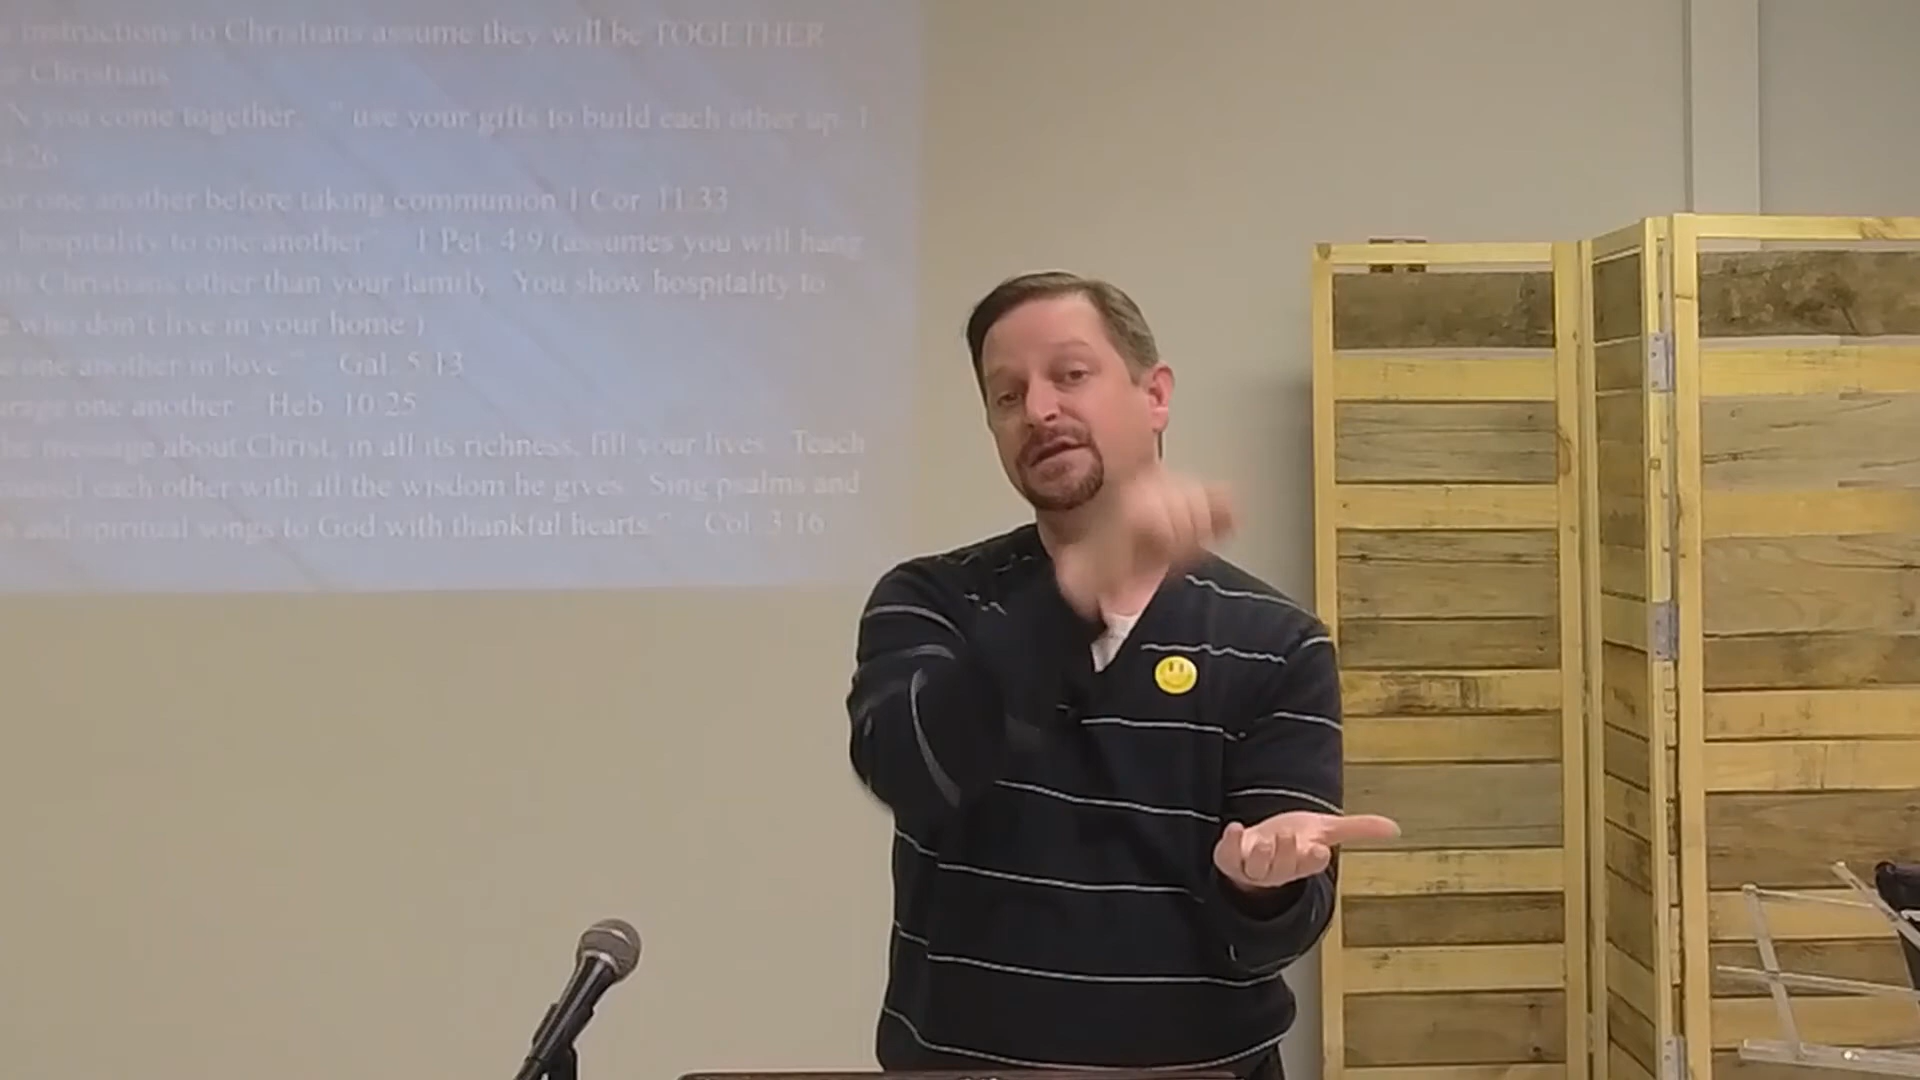 instructions to Christians assume they will be TOGETHER
Christians
N you come together. " use your gifts to build each other up. 1
4:26
or one another before taking communion 1 Cor. 11:33
hospitality to one another" 1 Pet. 4:9 (assumes you will hang
th Christians other than your family. You show hospitality to
e who don't live in your home.)
e one another in love." Gal. 5:13
urage one another. Heb. 10:25
he message about Christ, in all its richness, fill your lives. Teach
ounsel each other with all the wisdom he gives. Sing psalms and
s and spiritual songs to God with thankful hearts." Col. 3:16